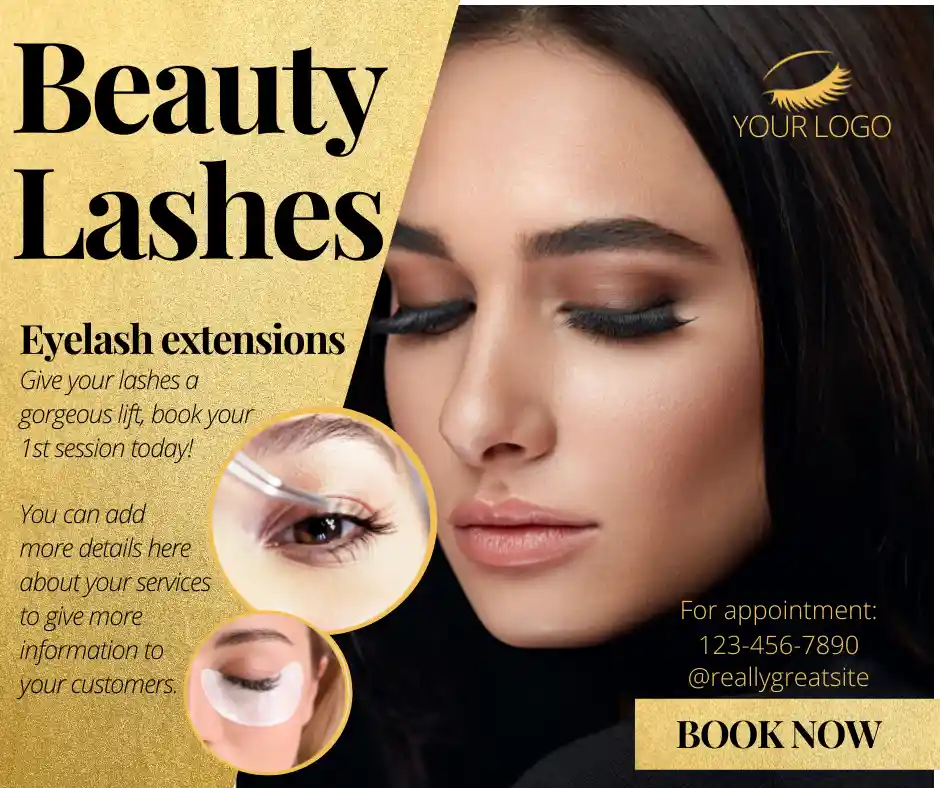 Beauty
Lashes
YOUR LOGO
Eyelash extensions
Give your lashes a
gorgeous lift, book your
1st session today!
You can add
more details here
about your services
to give more
information to
your customers.
For appointment:
123-456-7890
@reallygreatsite
BOOK NOW